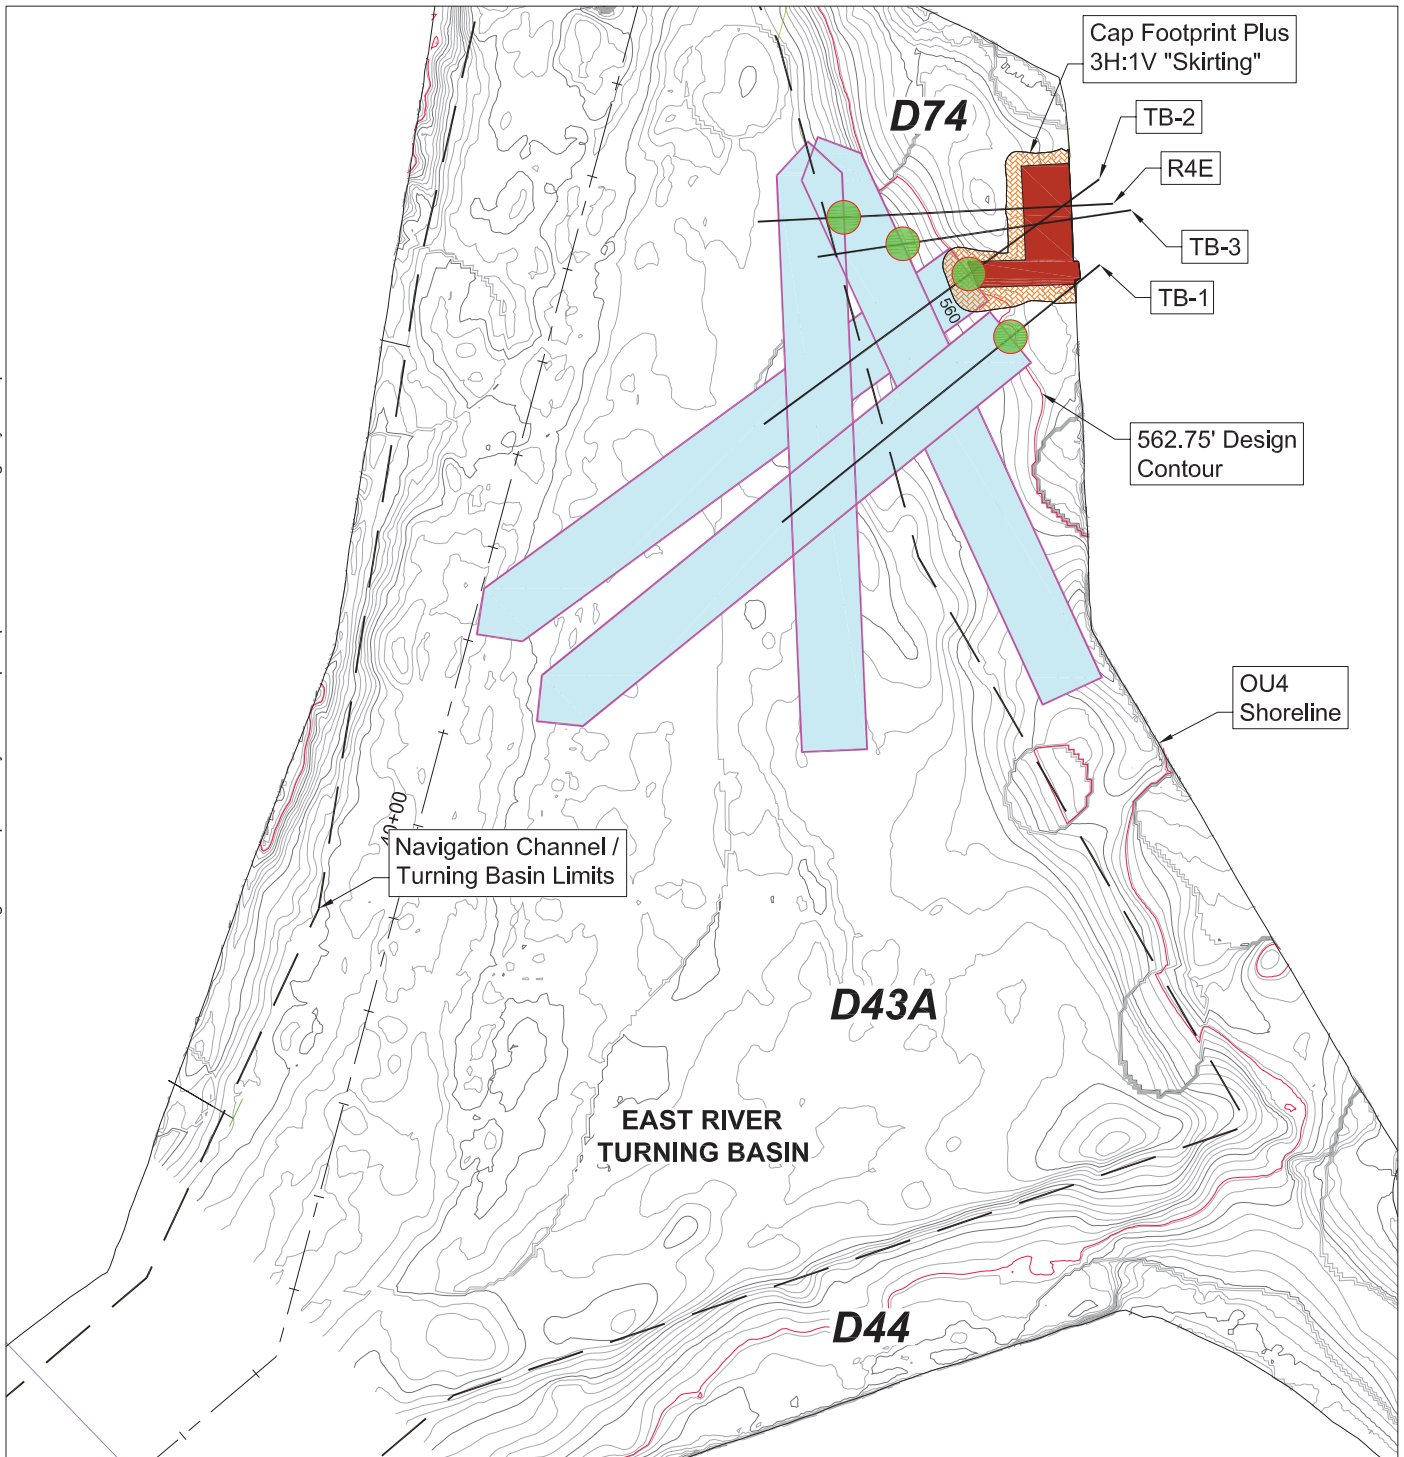 Cap Footprint Plus
3H:1V "Skirting"
D74
TB-2
R4E
TB-3
TB-1
560
562.75' Design
Contour
OU4
Shoreline
40+00
Navigation Channel /
Turning Basin Limits
D43A
EAST RIVER
TURNING BASIN
D44